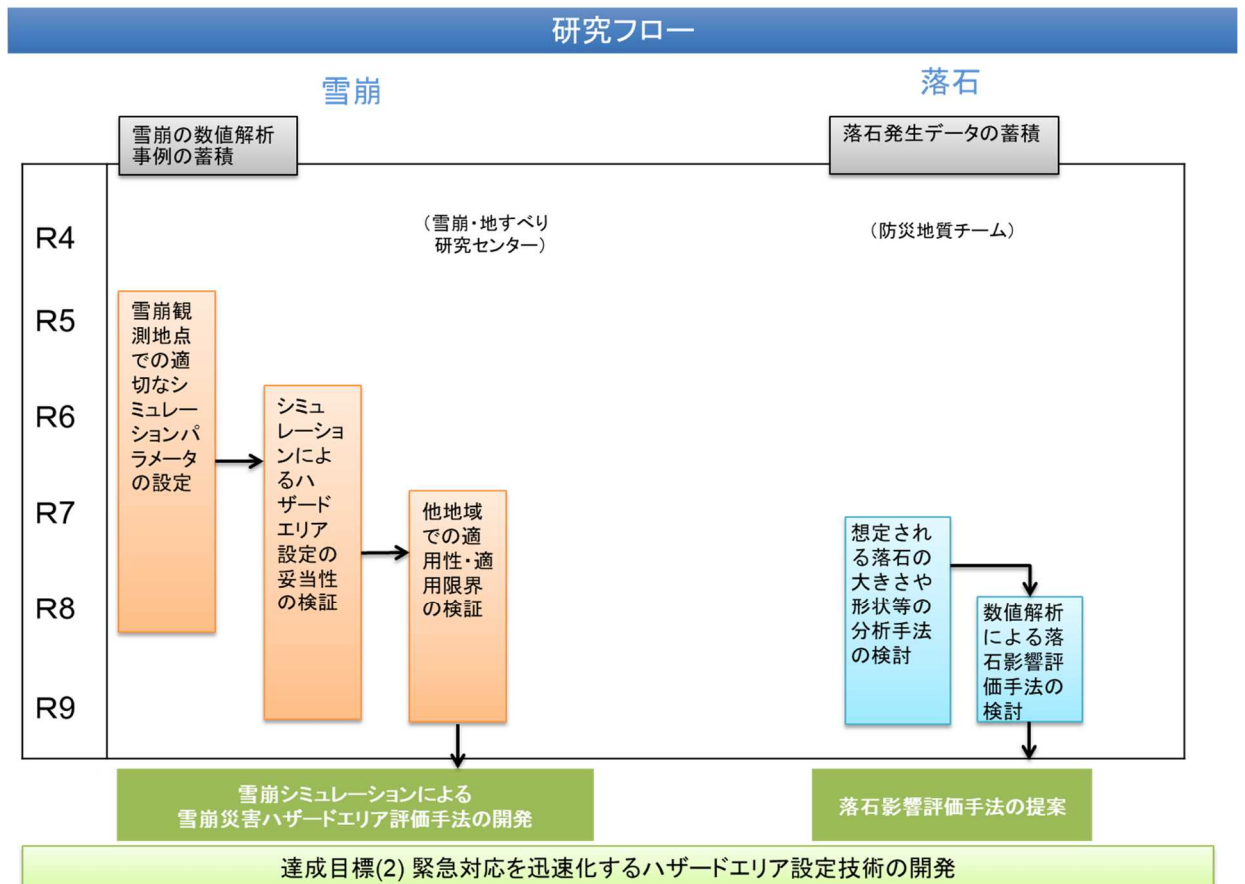 研究フロー
雪崩
落石
雪崩の数値解析
事例の蓄積
落石発生データの蓄積
R4
（雪崩・地すべり
研究センター）
（防災地質チーム）
R5
R6
R7
R8
R9
雪崩観
測地点
での適
切なシ
ミュレー
ションパ
ラメータ
の設定
シミュ
レーショ
ンによ
るハ
ザード
エリア
設定の
妥当性
の検証
他地域
での適
用性・適
用限界
の検証
想定され
る落石の
大きさや
形状等の
分析手法
の検討
数値解析
による落
石影響評
価手法の
検討
雪崩シミュレーションによる
雪崩災害ハザードエリア評価手法の開発
落石影響評価手法の提案
達成目標(2) 緊急対応を迅速化するハザードエリア設定技術の開発